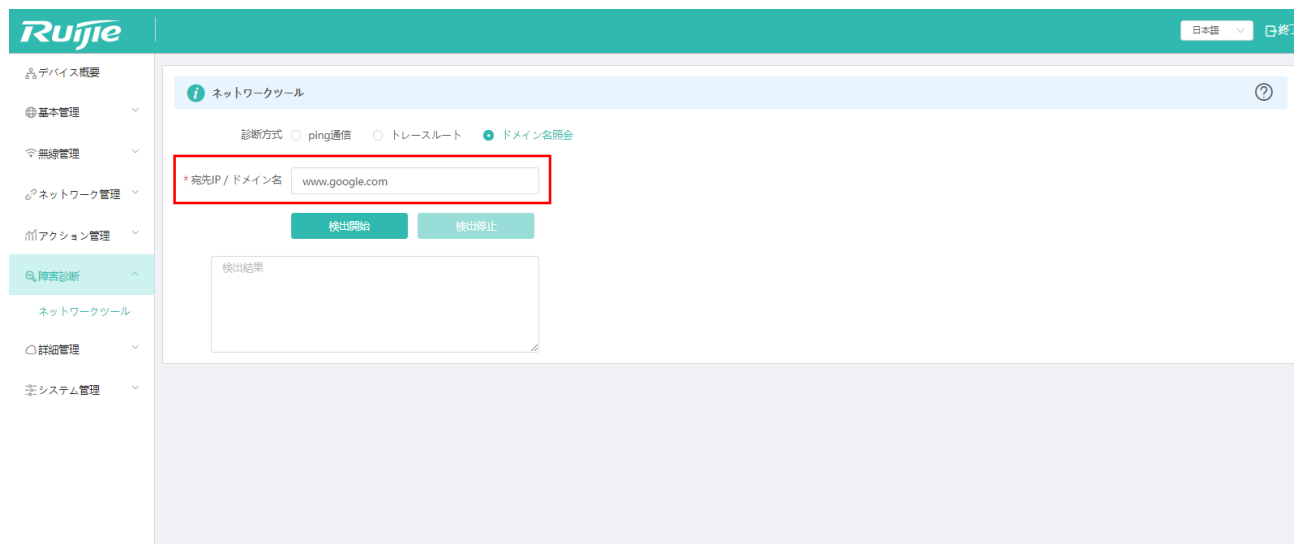 Ruijie
日本語
終了
デバイス概要
基本管理
無線管理
ネットワーク管理
アクション管理
障害診断
ネットワークツール
詳細管理
システム管理
ネットワークツール
診断方式 ping通信 トレースルート ドメイン名照会
* 宛先IP / ドメイン名 www.google.com
検出開始 検出停止
検出結果